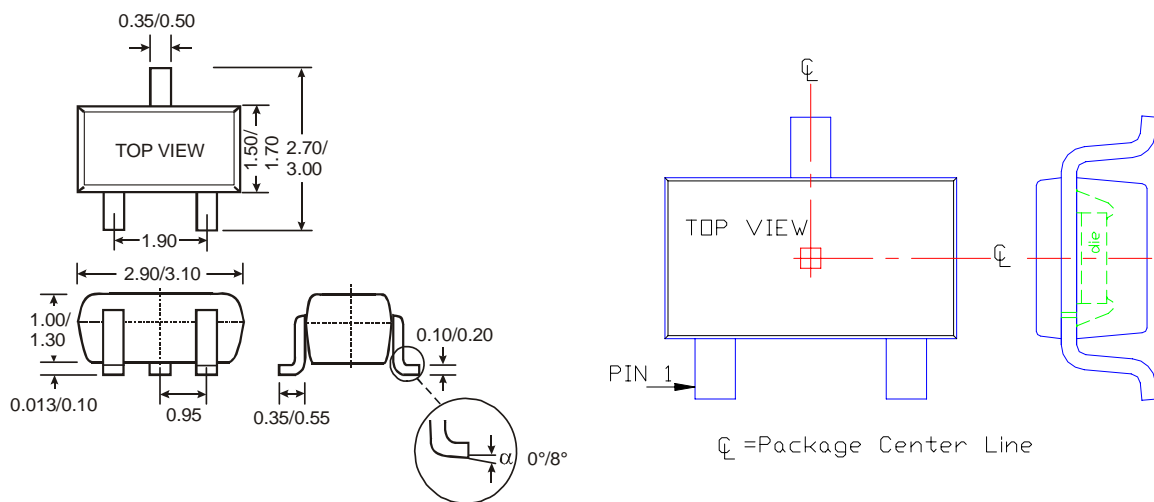 0.35/0.50
TOP VIEW
1.50/
1.70
2.70/
3.00
1.90
2.90/3.10
1.00/
1.30
0.013/0.10
0.95
0.10/0.20
0.35/0.55
α 0°/8°
℄
TOP VIEW
℄
die
PIN 1
℄ =Package Center Line